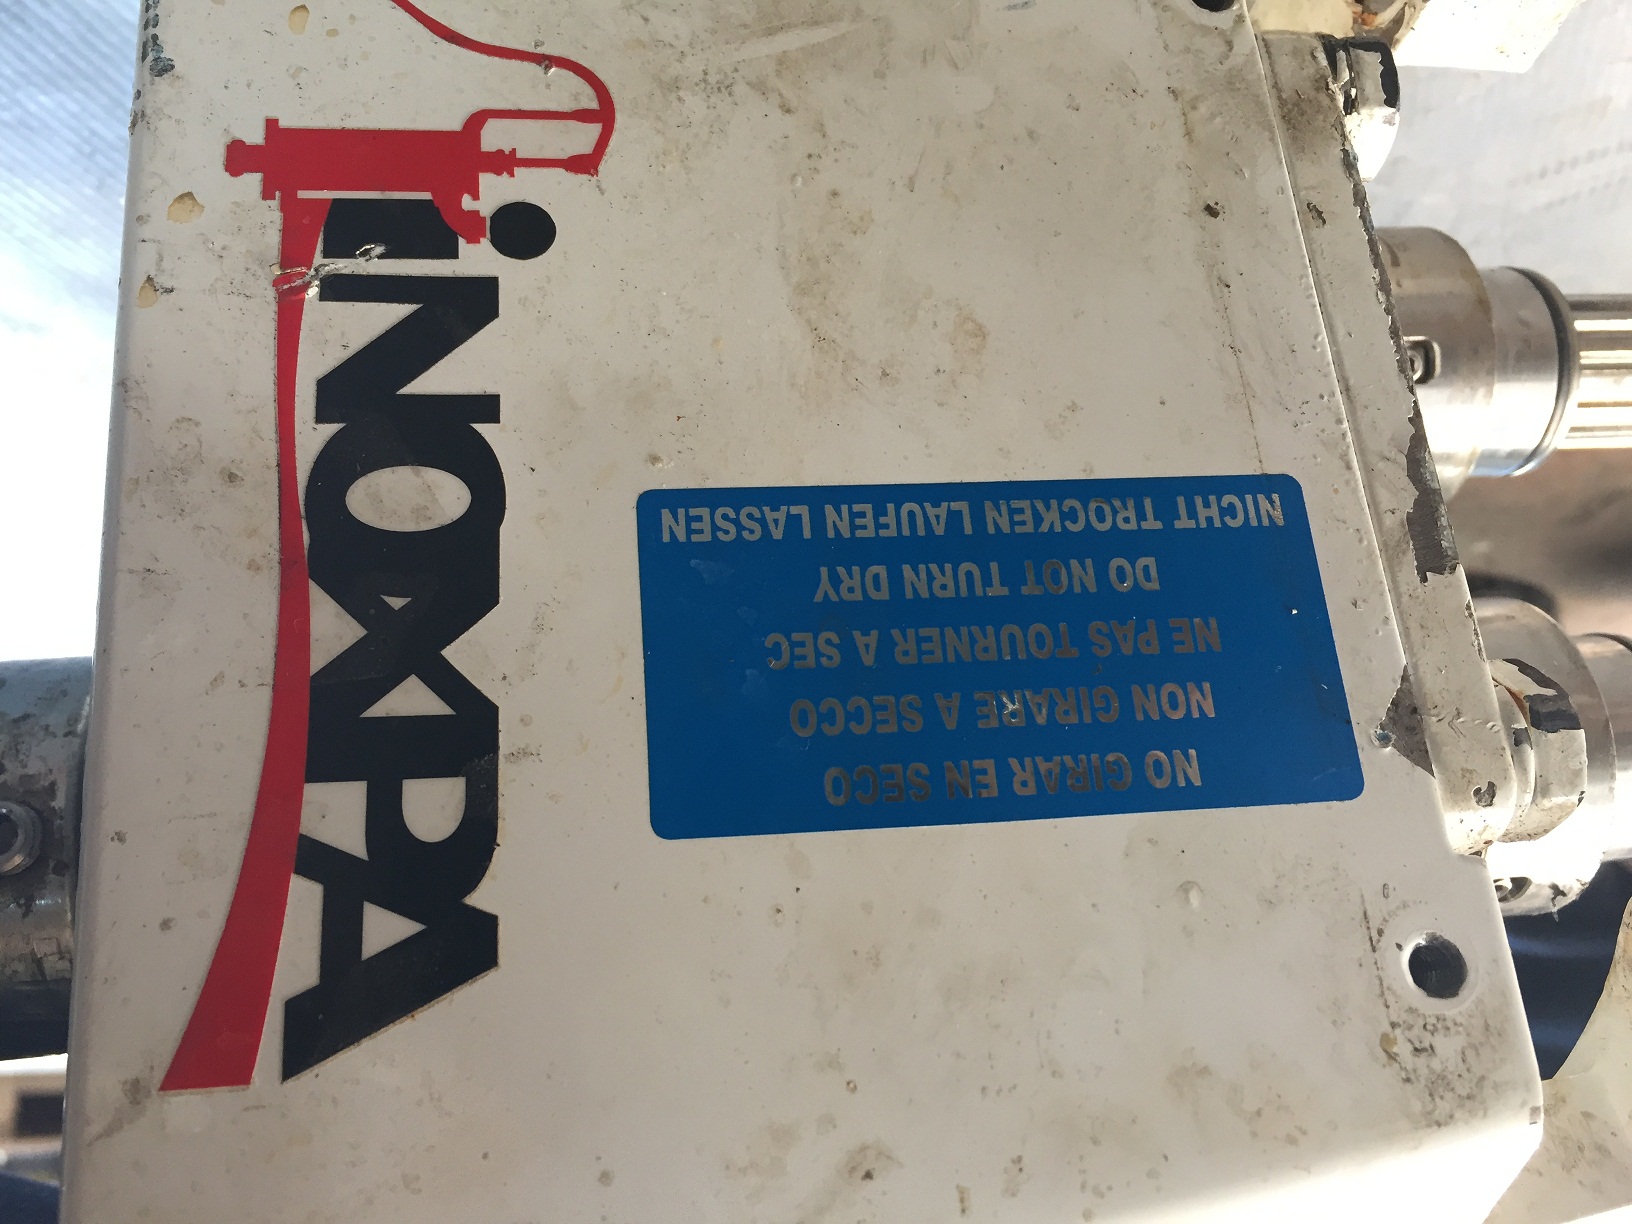 iNOXPA
NO GIRAR EN SECO
NON GIRARE A SECCO
NE PAS TOURNER A SEC
DO NOT TURN DRY
NICHT TROCKEN LAUFEN LASSEN